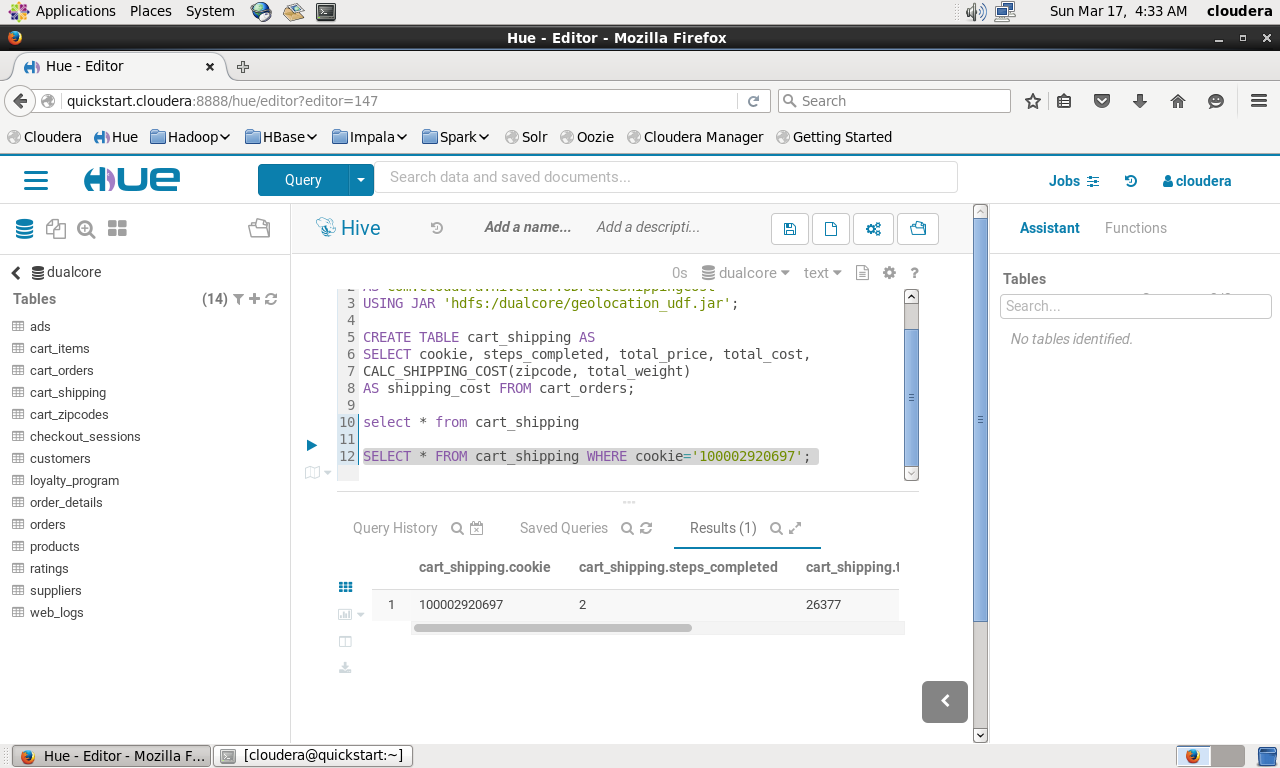 Applications Places System Sun Mar 17, 4:33 AM cloudera
Hue - Editor - Mozilla Firefox
Hue - Editor
quickstart.cloudera:8888/hue/editor?editor=147 Search
Cloudera Hue Hadoop HBase Impala Spark Solr Oozie Cloudera Manager Getting Started
HUE Query Search data and saved documents... Jobs cloudera
Hive Add a name... Add a descripti... Assistant Functions
dualcore 0s dualcore text ?
Tables (14)
ads
cart_items
cart_orders
cart_shipping
cart_zipcodes
checkout_sessions
customers
loyalty_program
order_details
orders
products
ratings
suppliers
web_logs
3 USING JAR 'hdfs:/dualcore/geolocation_udf.jar';
4
5 CREATE TABLE cart_shipping AS
6 SELECT cookie, steps_completed, total_price, total_cost,
7 CALC_SHIPPING_COST(zipcode, total_weight)
8 AS shipping_cost FROM cart_orders;
9
10 select * from cart_shipping
11
12 SELECT * FROM cart_shipping WHERE cookie='100002920697';
Query History Saved Queries Results (1)
cart_shipping.cookie cart_shipping.steps_completed cart_shipping.t
1 100002920697 2 26377
Tables
Search...
No tables identified.
Hue - Editor - Mozilla F... [cloudera@quickstart:~]